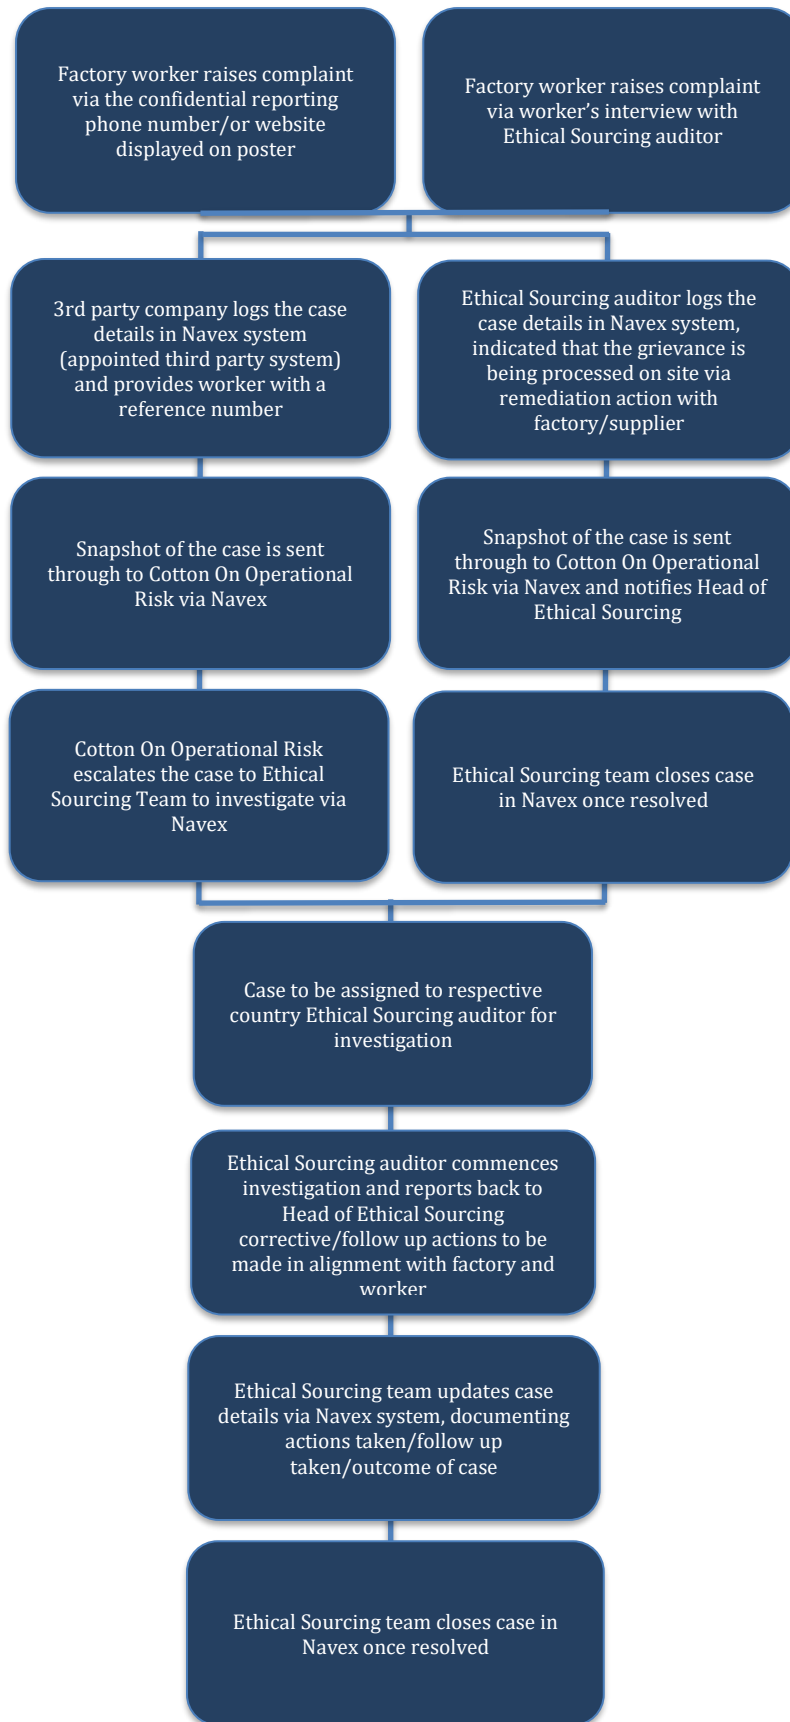 Factory worker raises complaint
via the confidential reporting
phone number/or website
displayed on poster
Factory worker raises complaint
via worker’s interview with
Ethical Sourcing auditor
3rd party company logs the case
details in Navex system
(appointed third party system)
and provides worker with a
reference number
Ethical Sourcing auditor logs the
case details in Navex system,
indicated that the grievance is
being processed on site via
remediation action with
factory/supplier
Snapshot of the case is sent
through to Cotton On Operational
Risk via Navex
Snapshot of the case is sent
through to Cotton On Operational
Risk via Navex and notifies Head of
Ethical Sourcing
Cotton On Operational Risk
escalates the case to Ethical
Sourcing Team to investigate via
Navex
Ethical Sourcing team closes case
in Navex once resolved
Case to be assigned to respective
country Ethical Sourcing auditor for
investigation
Ethical Sourcing auditor commences
investigation and reports back to
Head of Ethical Sourcing
corrective/follow up actions to be
made in alignment with factory and
worker
Ethical Sourcing team updates case
details via Navex system, documenting
actions taken/follow up
taken/outcome of case
Ethical Sourcing team closes case in
Navex once resolved